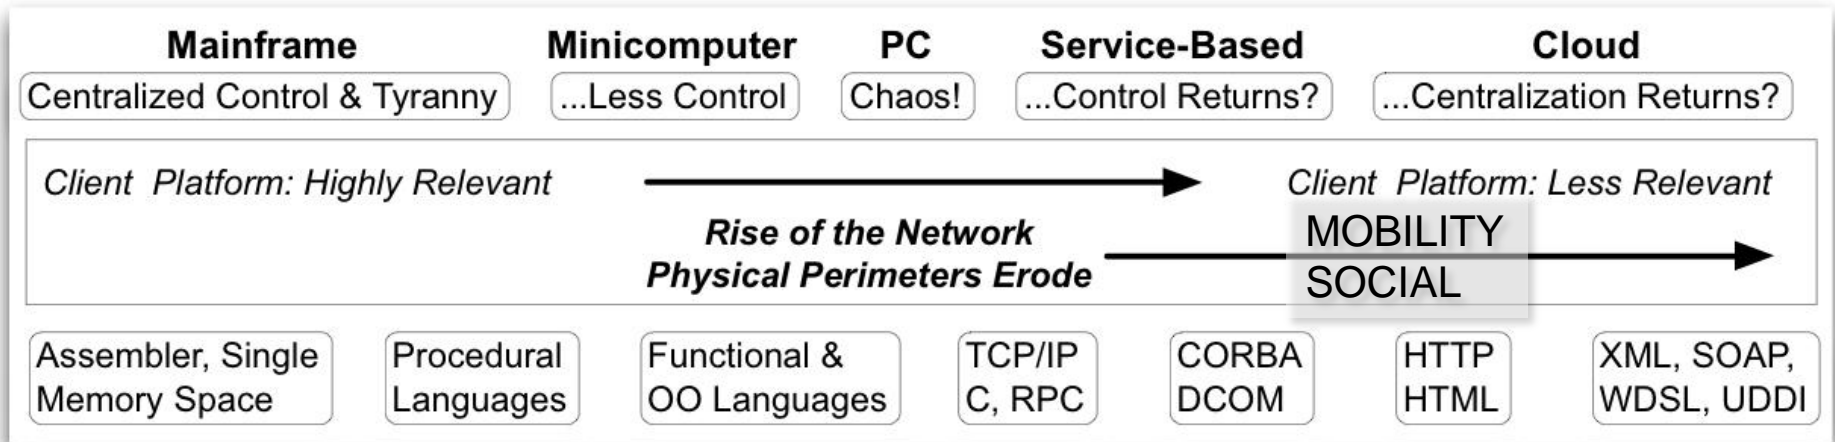 Mainframe Minicomputer PC Service-Based Cloud
Centralized Control & Tyranny ...Less Control Chaos! ...Control Returns? ...Centralization Returns?
Client Platform: Highly Relevant Client Platform: Less Relevant
Rise of the Network MOBILITY
Physical Perimeters Erode SOCIAL
Assembler, Single Procedural Functional & TCP/IP CORBA HTTP XML, SOAP,
Memory Space Languages OO Languages C, RPC DCOM HTML WDSL, UDDI